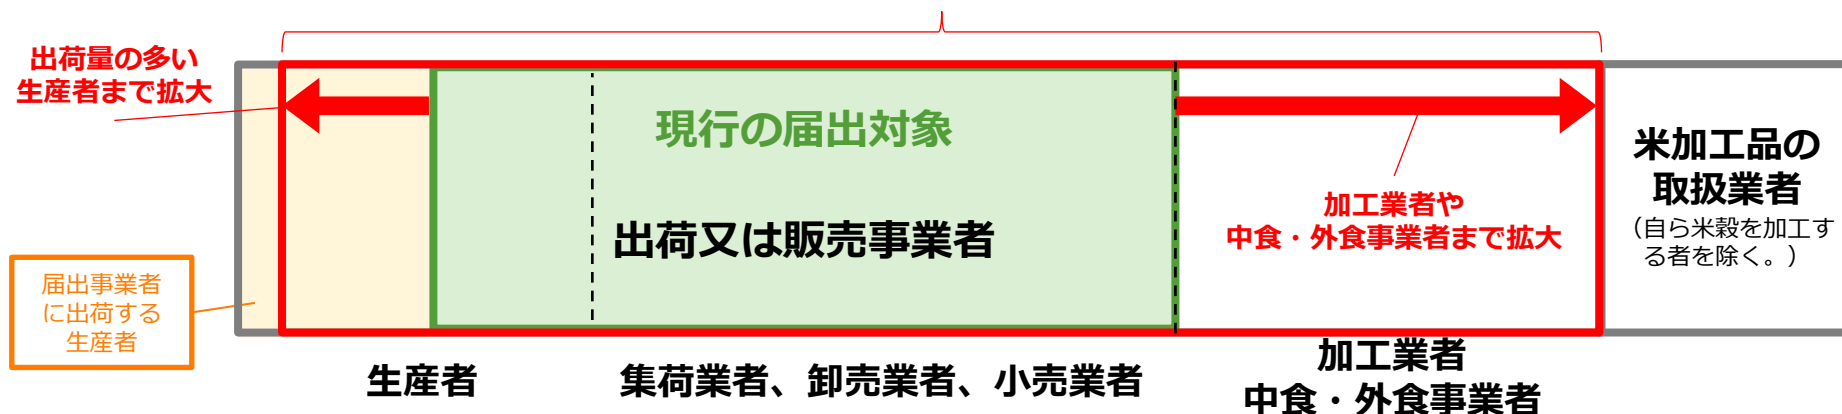 出荷量の多い
生産者まで拡大
現行の届出対象
出荷又は販売事業者
加工業者や
中食・外食事業者まで拡大
米加工品の
取扱業者
（自ら米穀を加工す
る者を除く。）
届出事業者
に出荷する
生産者
生産者
集荷業者、卸売業者、小売業者
加工業者
中食・外食事業者